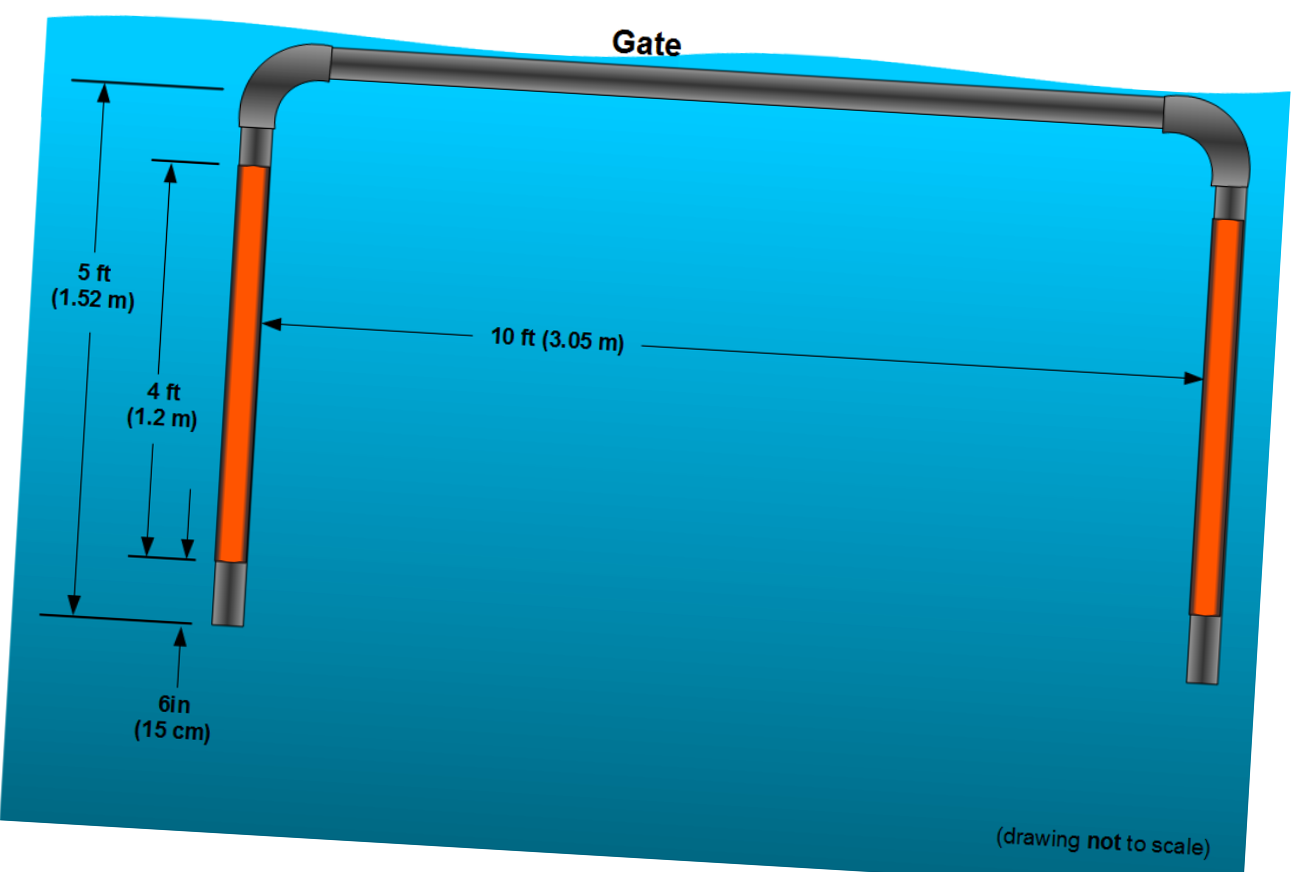 Gate
5 ft
(1.52 m)
10 ft (3.05 m)
4 ft
(1.2 m)
6in
(15 cm)
(drawing not to scale)